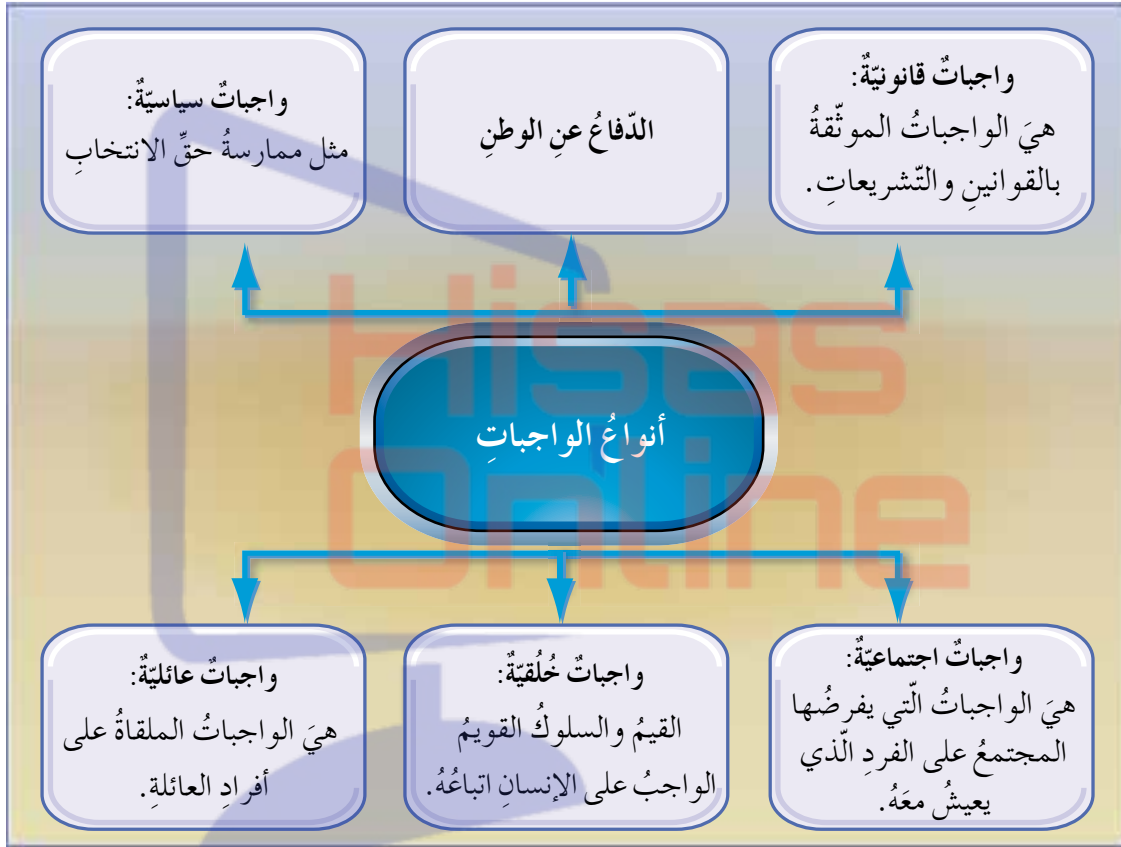 واجباتٌ قانونيّةٌ:
هيَ الواجباتُ الموثّقةُ
بالقوانينِ والتّشريعاتِ.
الدّفاعُ عنِ الوطنِ
واجباتٌ سياسيّةٌ:
مثل ممارسةُ حقِّ الانتخابِ
Hisas
Online
أنواعُ الواجباتِ
واجباتٌ اجتماعيّةٌ:
هيَ الواجباتُ الّتي يفرضُها
المجتمعُ على الفردِ الّذي
يعيشُ معَهُ.
واجباتٌ خُلُقيّةٌ:
القيمُ والسلوكُ القويمُ
الواجبُ على الإنسانِ اتباعُهُ.
واجباتٌ عائليّةٌ:
هيَ الواجباتُ الملقاةُ على
أفرادِ العائلةِ.